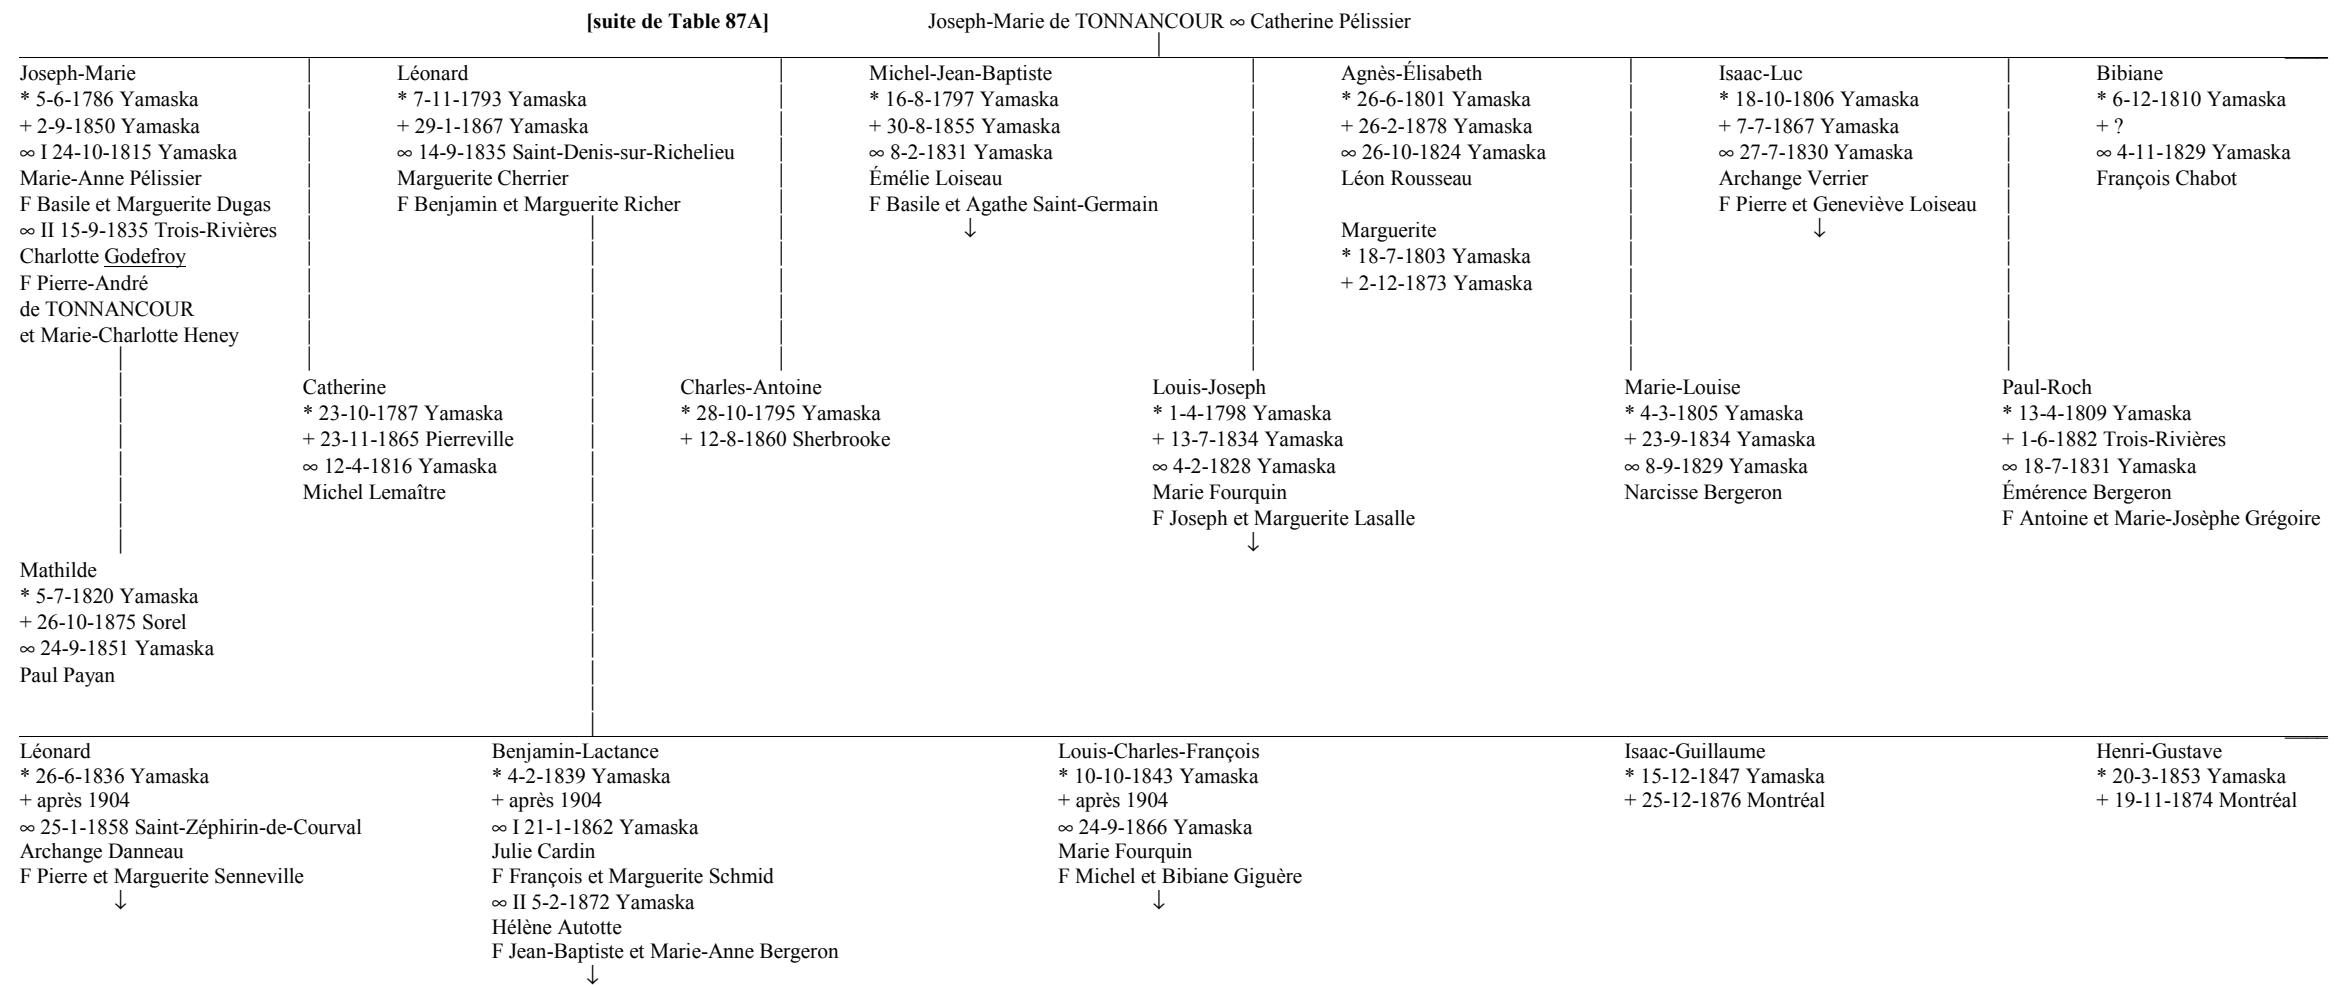 [suite de Table 87A]
Joseph-Marie de TONNANCOUR ∞ Catherine Pélissier
Joseph-Marie
* 5-6-1786 Yamaska
+ 2-9-1850 Yamaska
∞ I 24-10-1815 Yamaska
Marie-Anne Pélissier
F Basile et Marguerite Dugas
∞ II 15-9-1835 Trois-Rivières
Charlotte Godefroy
F Pierre-André
de TONNANCOUR
et Marie-Charlotte Heney
Léonard
* 7-11-1793 Yamaska
+ 29-1-1867 Yamaska
∞ 14-9-1835 Saint-Denis-sur-Richelieu
Marguerite Cherrier
F Benjamin et Marguerite Richer
Michel-Jean-Baptiste
* 16-8-1797 Yamaska
+ 30-8-1855 Yamaska
∞ 8-2-1831 Yamaska
Émélie Loiseau
F Basile et Agathe Saint-Germain
↓
Agnès-Élisabeth
* 26-6-1801 Yamaska
+ 26-2-1878 Yamaska
∞ 26-10-1824 Yamaska
Léon Rousseau
Marguerite
* 18-7-1803 Yamaska
+ 2-12-1873 Yamaska
Isaac-Luc
* 18-10-1806 Yamaska
+ 7-7-1867 Yamaska
∞ 27-7-1830 Yamaska
Archange Verrier
F Pierre et Geneviève Loiseau
↓
Bibiane
* 6-12-1810 Yamaska
+ ?
∞ 4-11-1829 Yamaska
François Chabot
Catherine
* 23-10-1787 Yamaska
+ 23-11-1865 Pierreville
∞ 12-4-1816 Yamaska
Michel Lemaître
Charles-Antoine
* 28-10-1795 Yamaska
+ 12-8-1860 Sherbrooke
Louis-Joseph
* 1-4-1798 Yamaska
+ 13-7-1834 Yamaska
∞ 4-2-1828 Yamaska
Marie Fourquin
F Joseph et Marguerite Lasalle
↓
Marie-Louise
* 4-3-1805 Yamaska
+ 23-9-1834 Yamaska
∞ 8-9-1829 Yamaska
Narcisse Bergeron
Paul-Roch
* 13-4-1809 Yamaska
+ 1-6-1882 Trois-Rivières
∞ 18-7-1831 Yamaska
Émérence Bergeron
F Antoine et Marie-Josèphe Grégoire
Mathilde
* 5-7-1820 Yamaska
+ 26-10-1875 Sorel
∞ 24-9-1851 Yamaska
Paul Payan
Léonard
* 26-6-1836 Yamaska
+ après 1904
∞ 25-1-1858 Saint-Zéphirin-de-Courval
Archange Danneau
F Pierre et Marguerite Senneville
↓
Benjamin-Lactance
* 4-2-1839 Yamaska
+ après 1904
∞ I 21-1-1862 Yamaska
Julie Cardin
F François et Marguerite Schmid
∞ II 5-2-1872 Yamaska
Hélène Autotte
F Jean-Baptiste et Marie-Anne Bergeron
↓
Louis-Charles-François
* 10-10-1843 Yamaska
+ après 1904
∞ 24-9-1866 Yamaska
Marie Fourquin
F Michel et Bibiane Giguère
↓
Isaac-Guillaume
* 15-12-1847 Yamaska
+ 25-12-1876 Montréal
Henri-Gustave
* 20-3-1853 Yamaska
+ 19-11-1874 Montréal